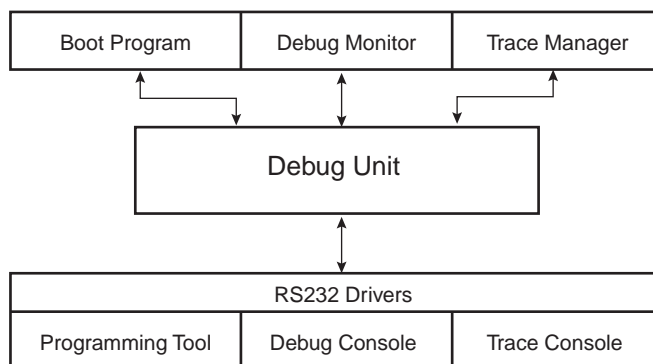 Boot Program
Debug Monitor
Trace Manager
Debug Unit
RS232 Drivers
Programming Tool
Debug Console
Trace Console